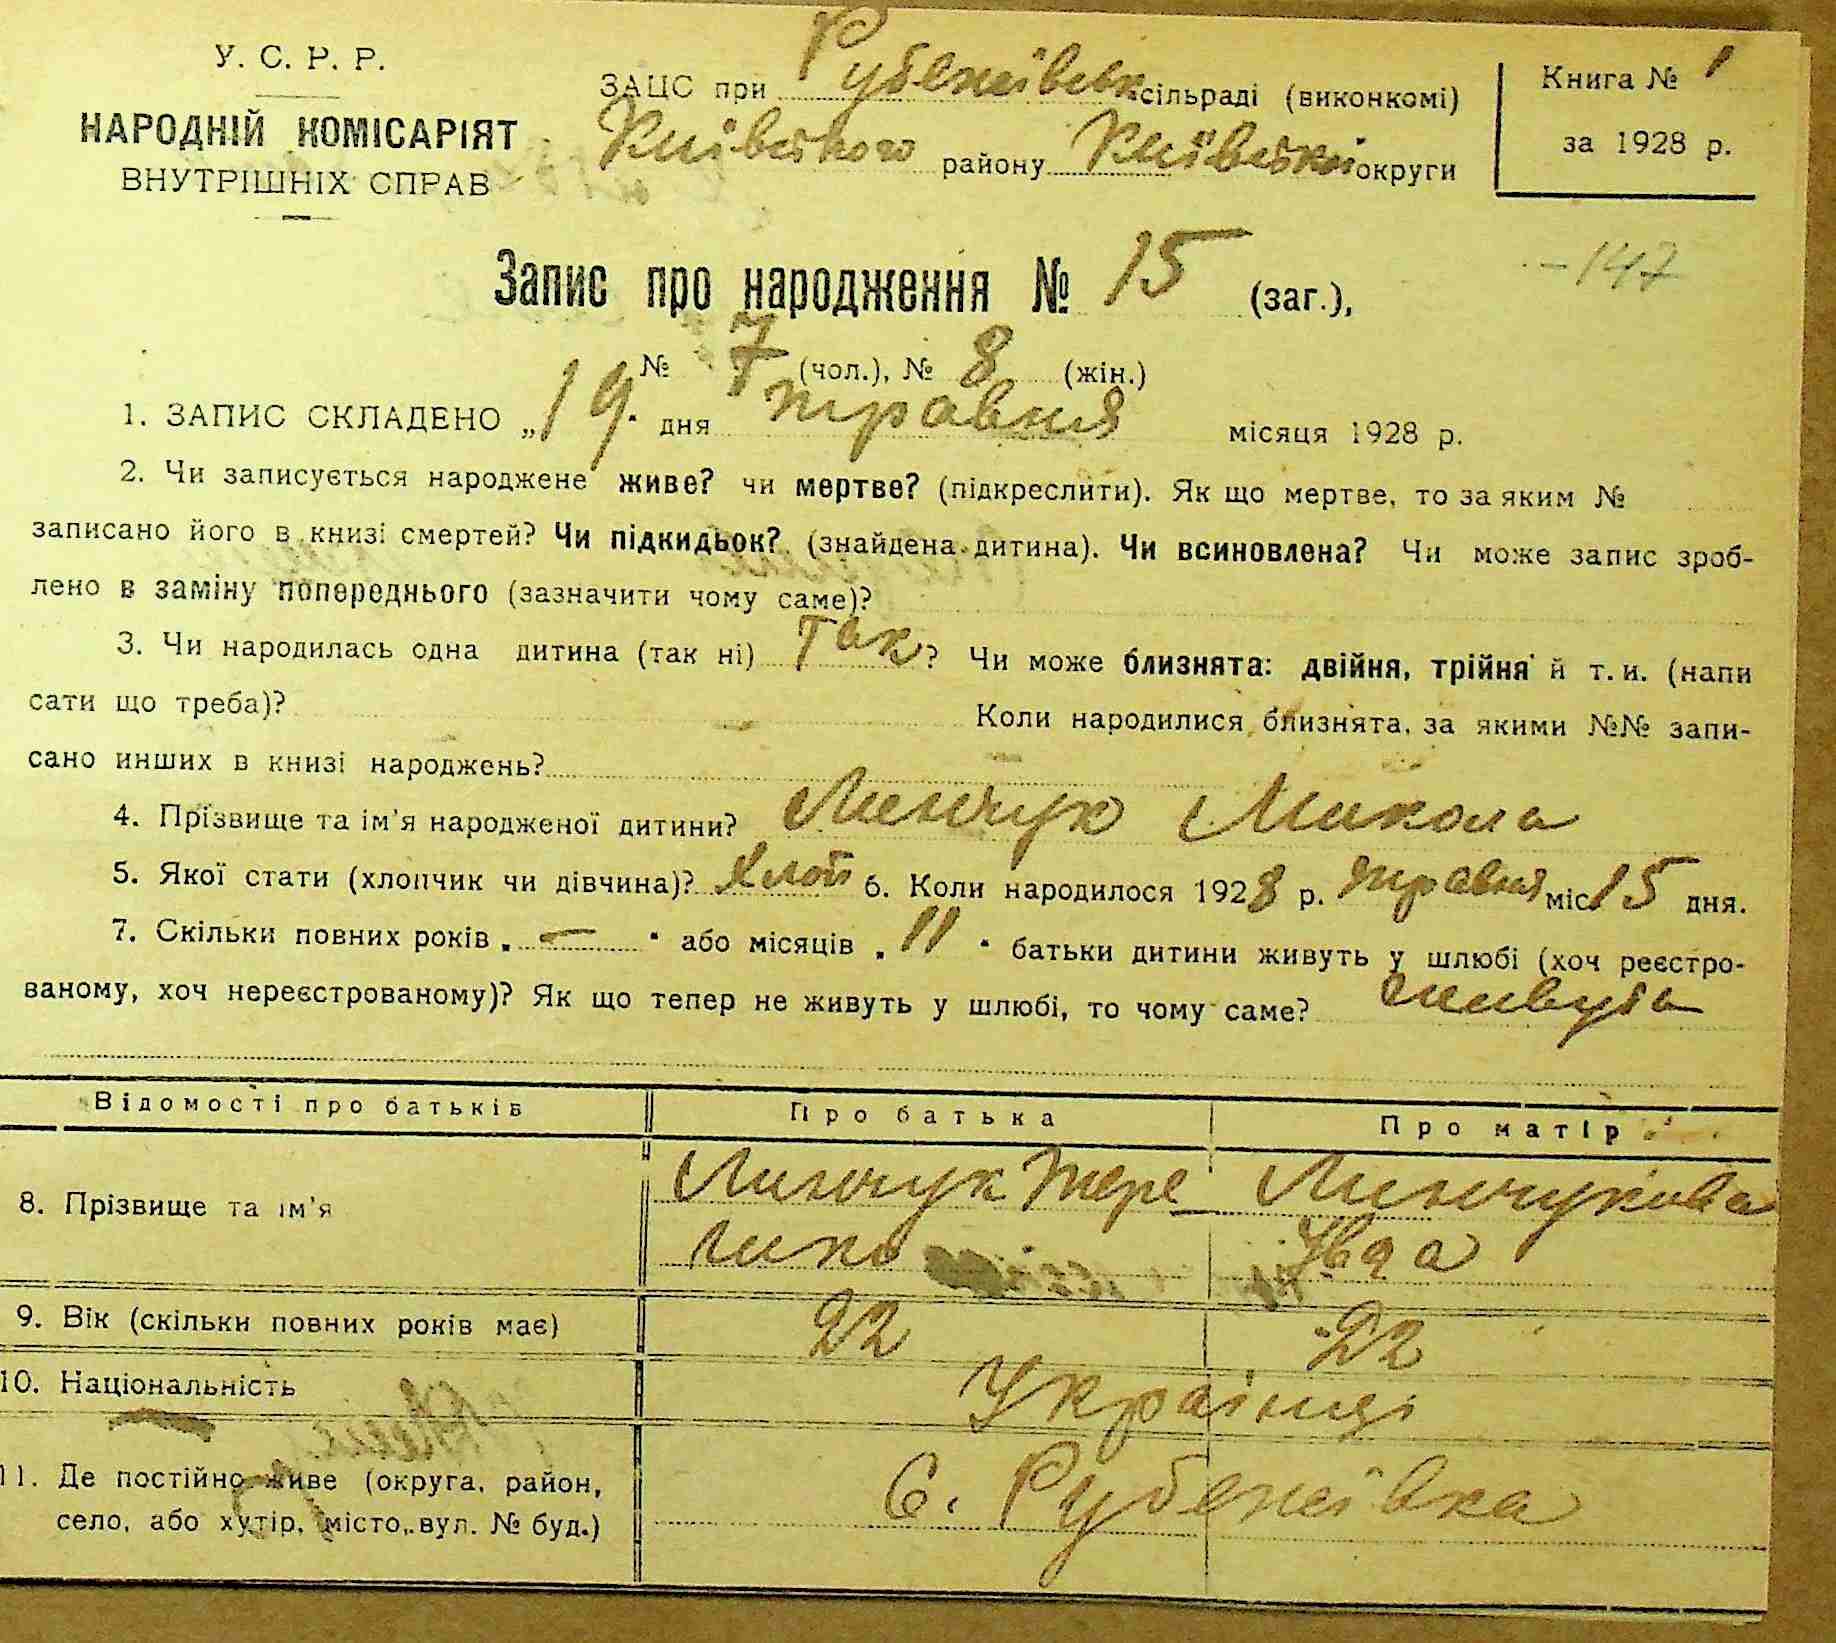 У. С. Р. Р.
НАРОДНІЙ КОМІСАРІЯТ
ВНУТРІШНІХ СПРАВ
ЗАЦС при Рубежівськ. сільраді (виконкомі)
Київського району Київської округи
Книга № 1
за 1928 р.
Запис про народження № 15 (заг.),
-147
№ 7 (чол.), № 8 (жін.)
1. ЗАПИС СКЛАДЕНО „19. дня травня місяця 1928 р.
2. Чи записується народжене живе? чи мертве? (підкреслити). Як що мертве, то за яким №
записано його в книзі смертей? Чи підкидьок? (знайдена дитина). Чи всиновлена? Чи може запис зроб-
лено в заміну попереднього (зазначити чому саме)?
3. Чи народилась одна дитина (так ні) Так? Чи може близнята: двійня, трійня й т. и. (напи
сати що треба)? Коли народилися близнята, за якими №№ запи-
сано инших в книзі народжень?
4. Прізвище та ім'я народженої дитини? Линчук Микола
5. Якої стати (хлопчик чи дівчина)? Хлоп 6. Коли народилося 1928 р. травня міс. 15 дня.
7. Скільки повних років „ — " або місяців „ 11 " батьки дитини живуть у шлюбі (хоч реєстро-
ваному, хоч нереєстрованому)? Як що тепер не живуть у шлюбі, то чому саме? живуть
Відомості про батьків Про батька Про матір
8. Прізвище та ім'я Линчук Тере Линчукова
9. Вік (скільки повних років має) 22 22
10. Національність Українці
11. Де постійно живе (округа, район,
село, або хутір, місто, вул. № буд.) с. Рубежівка